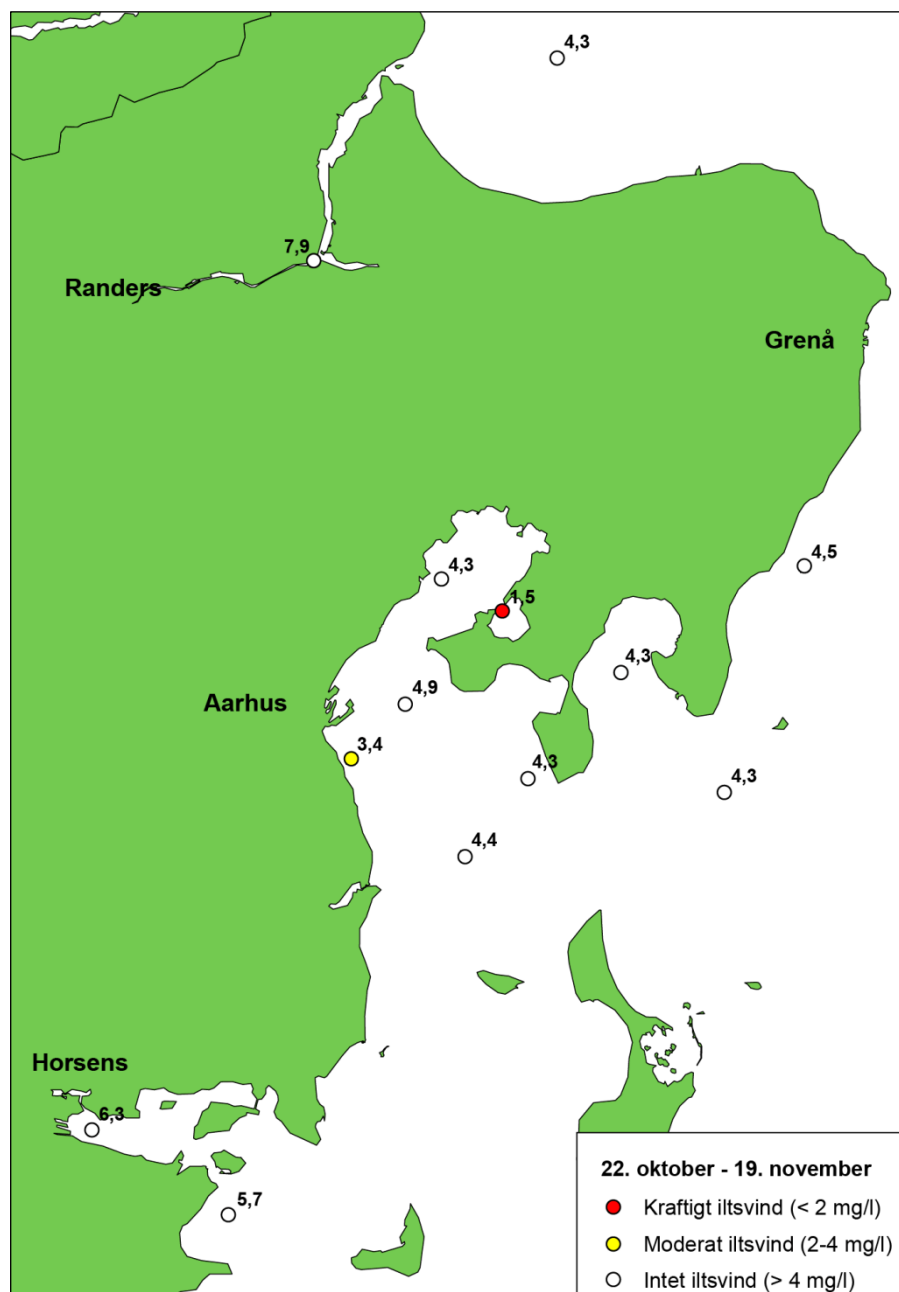 4,3
7,9
Randers
Grenå
4,3
4,5
1,5
4,3
4,9
Aarhus
3,4
4,3
4,3
4,4
Horsens
6,3
5,7
22. oktober - 19. november
Kraftigt iltsvind (< 2 mg/l)
Moderat iltsvind (2-4 mg/l)
Intet iltsvind (> 4 mg/l)